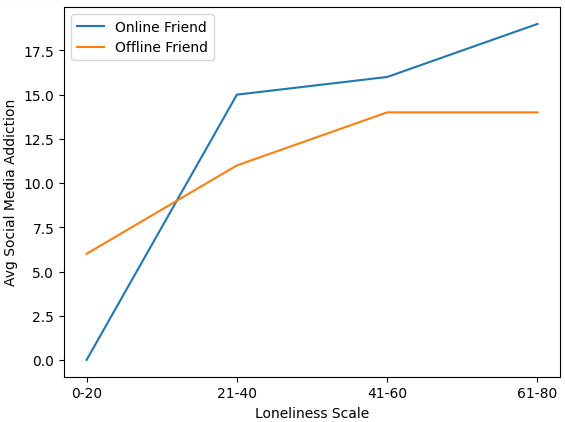 Online Friend
Offline Friend
17.5
15.0
12.5
10.0
7.5
5.0
2.5
0.0
Avg Social Media Addiction
0-20 21-40 41-60 61-80
Loneliness Scale